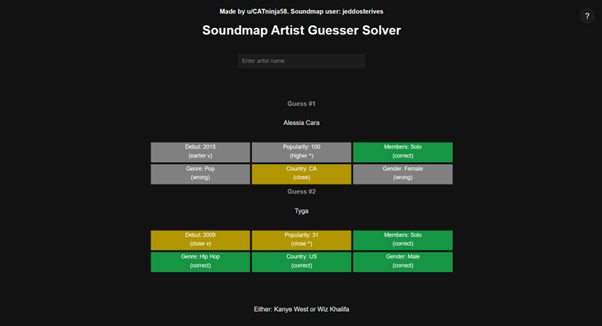 Made by u/CATninja58. Soundmap user: jeddosterives
?
Soundmap Artist Guesser Solver
Enter artist name
Guess #1
Alessia Cara
Debut: 2015 Popularity: 100 Members: Solo
(earlier v) (higher ^) (correct)
Genre: Pop Country: CA Gender: Female
(wrong) (close) (wrong)
Guess #2
Tyga
Debut: 2009 Popularity: 31 Members: Solo
(close v) (close ^) (correct)
Genre: Hip Hop Country: US Gender: Male
(correct) (correct) (correct)
Either: Kanye West or Wiz Khalifa